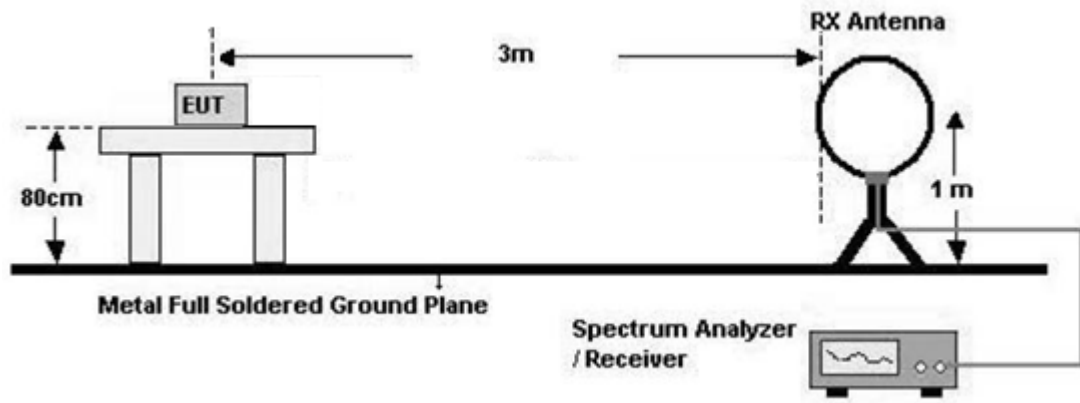 RX Antenna
3m
EUT
80cm
1 m
Metal Full Soldered Ground Plane
Spectrum Analyzer
/ Receiver